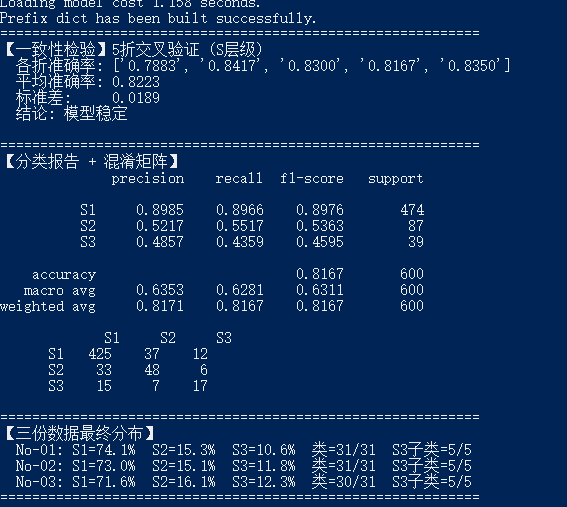 Loading model cost 1.158 seconds.
Prefix dict has been built successfully.
============================================================
【一致性检验】5折交叉验证 (S层级)
各折准确率: ['0.7883', '0.8417', '0.8300', '0.8167', '0.8350']
平均准确率: 0.8223
标准差: 0.0189
结论: 模型稳定
============================================================
【分类报告 + 混淆矩阵】
precision recall f1-score support
S1 0.8985 0.8966 0.8976 474
S2 0.5217 0.5517 0.5363 87
S3 0.4857 0.4359 0.4595 39
accuracy 0.8167 600
macro avg 0.6353 0.6281 0.6311 600
weighted avg 0.8171 0.8167 0.8167 600
S1 S2 S3
S1 425 37 12
S2 33 48 6
S3 15 7 17
============================================================
【三份数据最终分布】
No-01: S1=74.1% S2=15.3% S3=10.6% 类=31/31 S3子类=5/5
No-02: S1=73.0% S2=15.1% S3=11.8% 类=31/31 S3子类=5/5
No-03: S1=71.6% S2=16.1% S3=12.3% 类=30/31 S3子类=5/5
============================================================